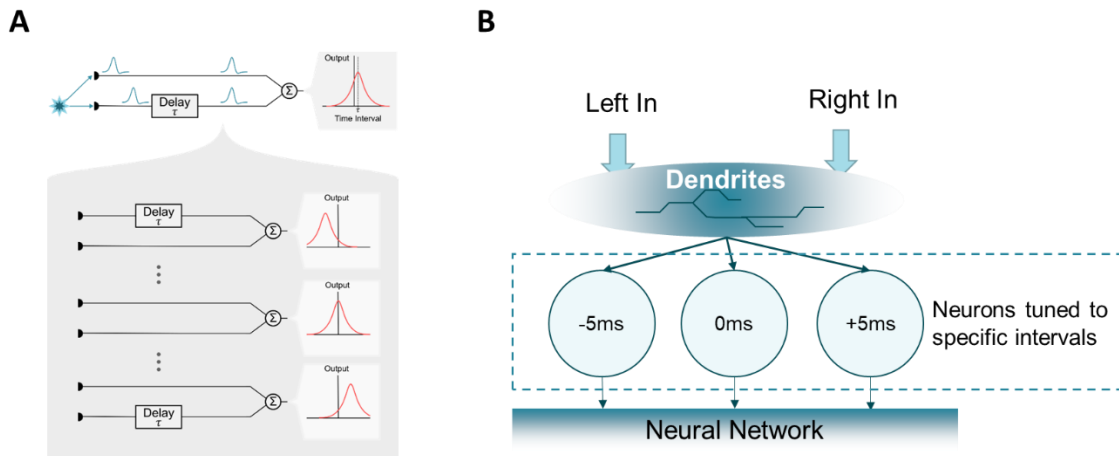 A
Output
Delay
τ
Σ
τ
Time Interval
Output
Delay
τ
Σ
Output
Σ
Output
Delay
τ
Σ
B
Left In
Right In
Dendrites
-5ms
0ms
+5ms
Neurons tuned to
specific intervals
Neural Network